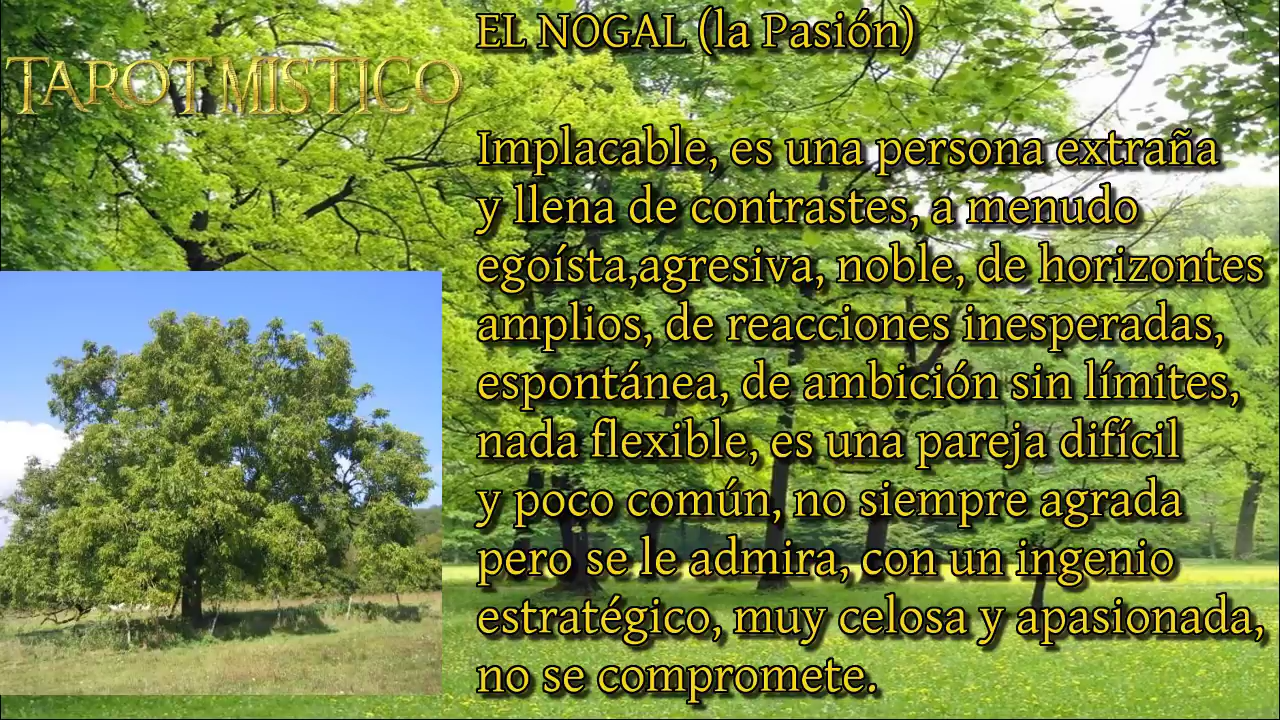 TAROT MISTICO
EL NOGAL (la Pasión)
Implacable, es una persona extraña
y llena de contrastes, a menudo
egoísta,agresiva, noble, de horizontes
amplios, de reacciones inesperadas,
espontánea, de ambición sin límites,
nada flexible, es una pareja difícil
y poco común, no siempre agrada
pero se le admira, con un ingenio
estratégico, muy celosa y apasionada,
no se compromete.